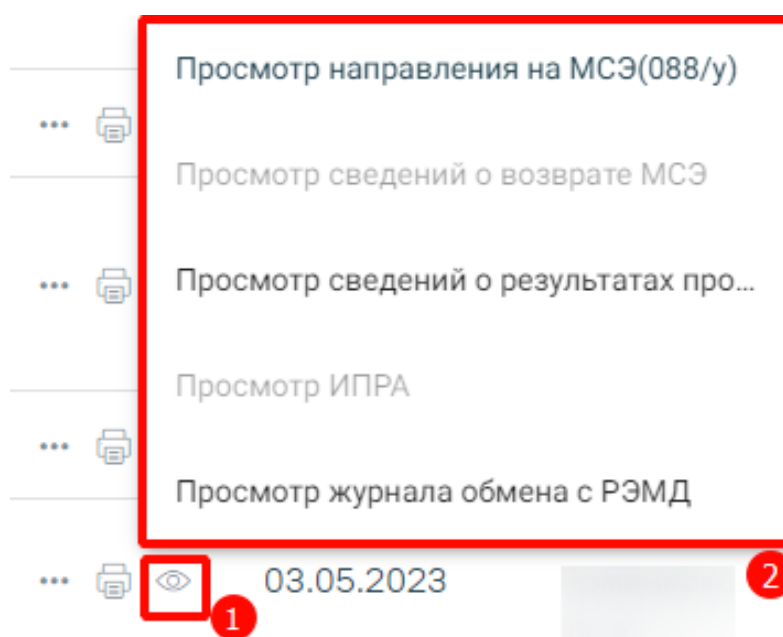 Просмотр направления на МСЭ(088/у)
Просмотр сведений о возврате МСЭ
Просмотр сведений о результатах про...
Просмотр ИПРА
Просмотр журнала обмена с РЭМД
03.05.2023
1
2